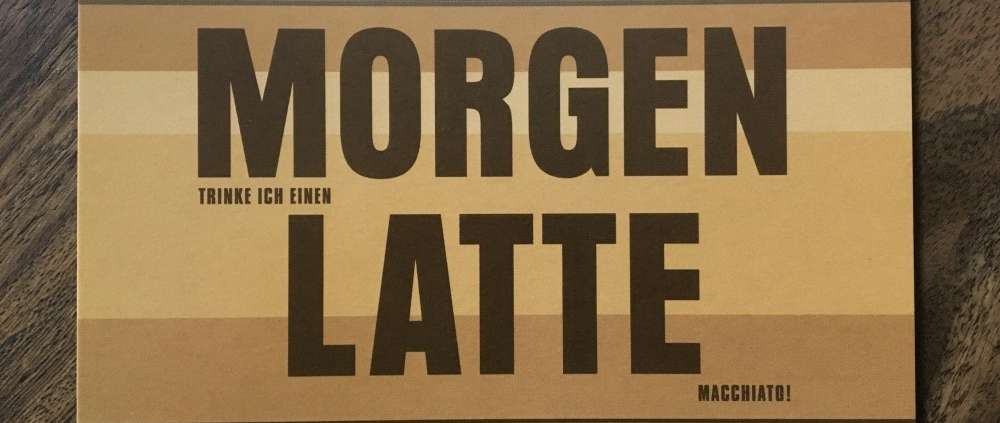 MORGEN
TRINKE ICH EINEN
LATTE
MACCHIATO!